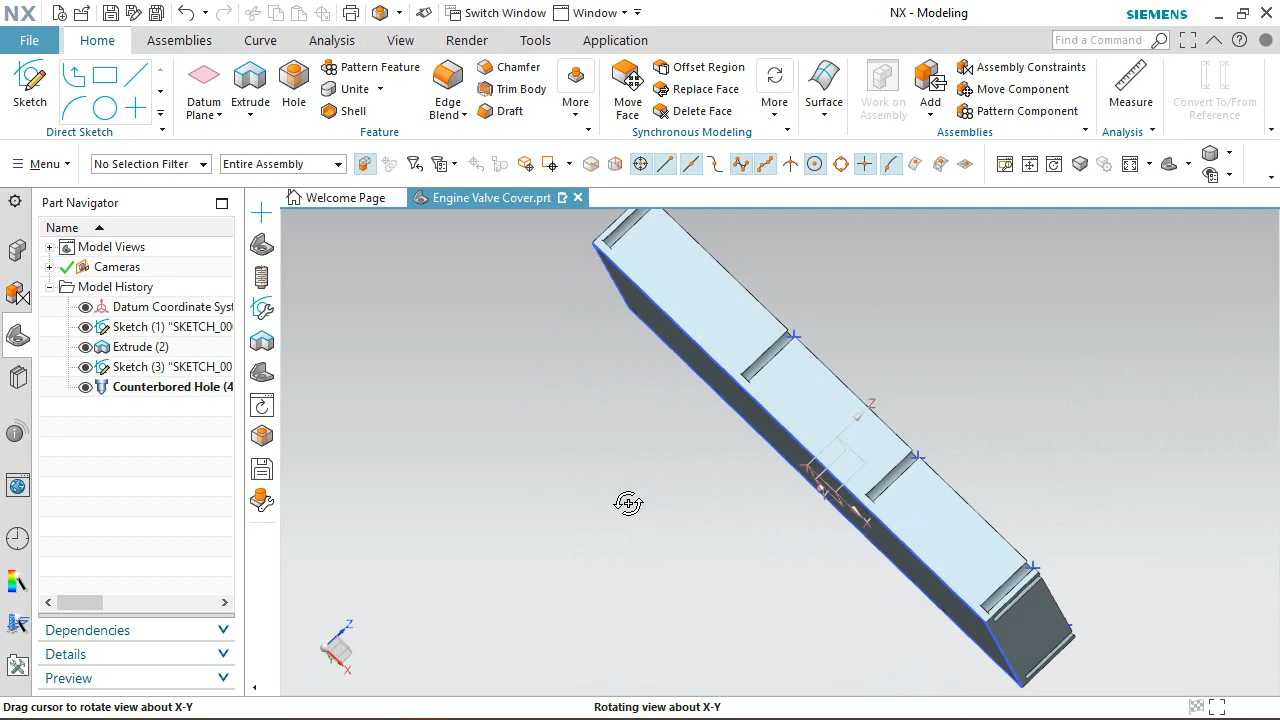 NX
Switch Window
Window
NX - Modeling
SIEMENS
File
Home
Assemblies
Curve
Analysis
View
Render
Tools
Application
Find a Command
Sketch
Direct Sketch
Datum
Plane
Extrude
Hole
Pattern Feature
Unite
Shell
Edge
Blend
Chamfer
Trim Body
Draft
More
Feature
Move
Face
Offset Region
Replace Face
Delete Face
More
Synchronous Modeling
Surface
Work on
Assembly
Add
Assembly Constraints
Move Component
Pattern Component
Assemblies
Measure
Analysis
Convert To/From
Reference
Menu
No Selection Filter
Entire Assembly
Part Navigator
Welcome Page
Engine Valve Cover.prt
Name
Model Views
Cameras
Model History
Datum Coordinate Syst
Sketch (1) "SKETCH_00
Extrude (2)
Sketch (3) "SKETCH_00
Counterbored Hole (4
Z
Y
X
Z
X
Dependencies
Details
Preview
Drag cursor to rotate view about X-Y
Rotating view about X-Y